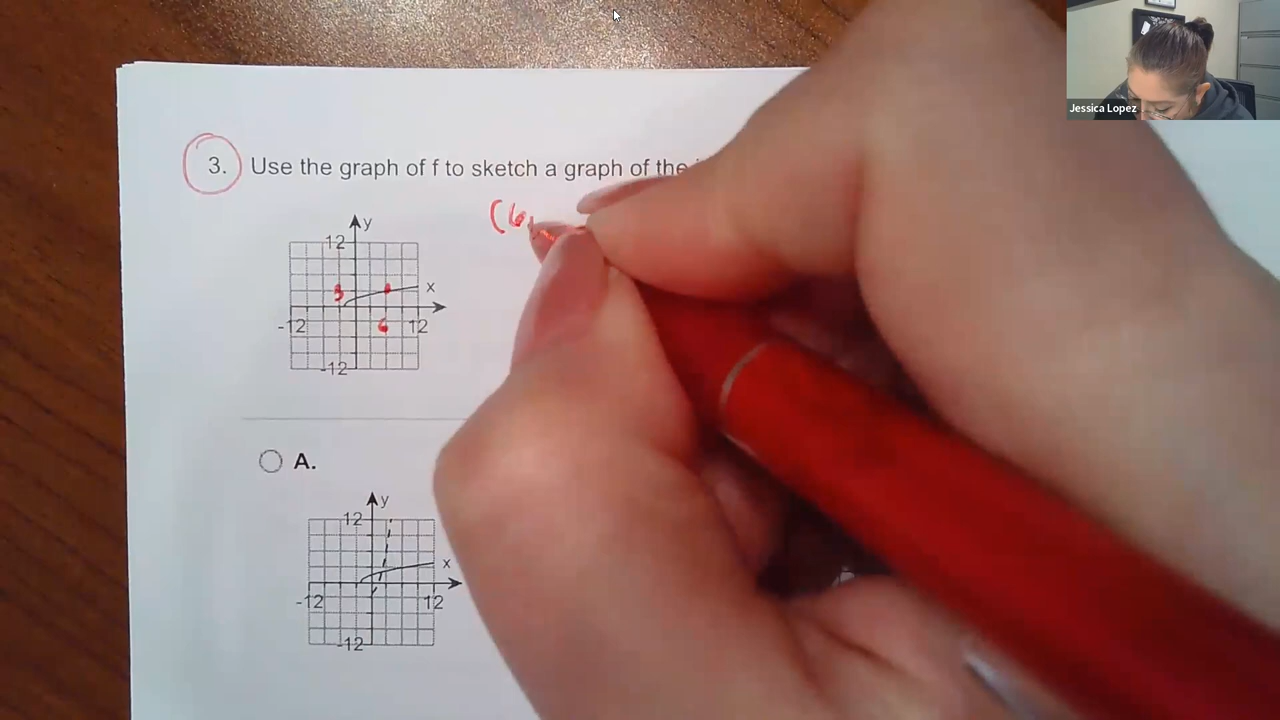 Jessica Lopez
3. Use the graph of f to sketch a graph of the
(6,
y
12
3
x
-12
6
12
-12
A.
y
12
x
-12
12
-12